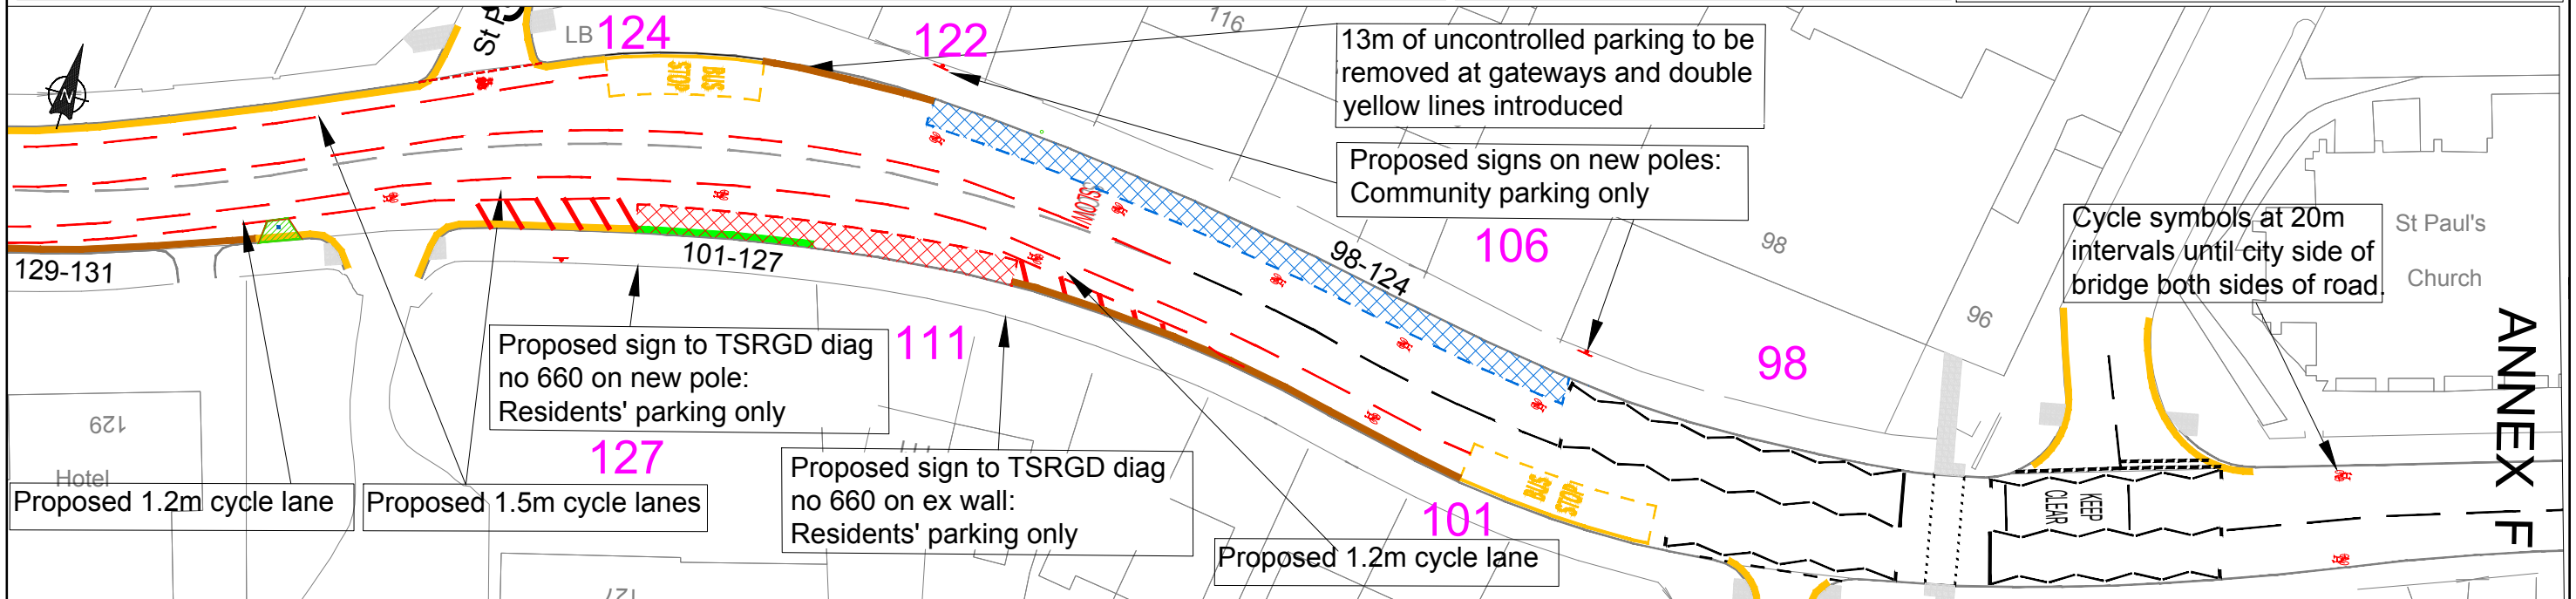 St P
LB
124
122
116
13m of uncontrolled parking to be
removed at gateways and double
yellow lines introduced
BUS
STOP
N
Proposed signs on new poles:
Community parking only
SLOW
98-124
106
98
Cycle symbols at 20m
intervals until city side of
bridge both sides of road.
St Paul's
Church
129-131
101-127
Proposed sign to TSRGD diag
no 660 on new pole:
Residents' parking only
111
98
96
ANNEX F
129
Hotel
127
Proposed 1.2m cycle lane
Proposed 1.5m cycle lanes
Proposed sign to TSRGD diag
no 660 on ex wall:
Residents' parking only
BUS
STOP
101
KEEP
CLEAR
Proposed 1.2m cycle lane
127